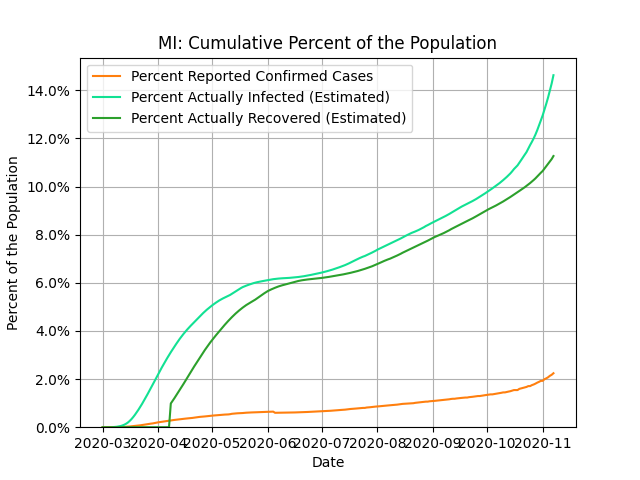 MI: Cumulative Percent of the Population
Percent Reported Confirmed Cases
Percent Actually Infected (Estimated)
Percent Actually Recovered (Estimated)
Percent of the Population
14.0%
12.0%
10.0%
8.0%
6.0%
4.0%
2.0%
0.0%
2020-03 2020-04 2020-05 2020-06 2020-07 2020-08 2020-09 2020-10 2020-11
Date